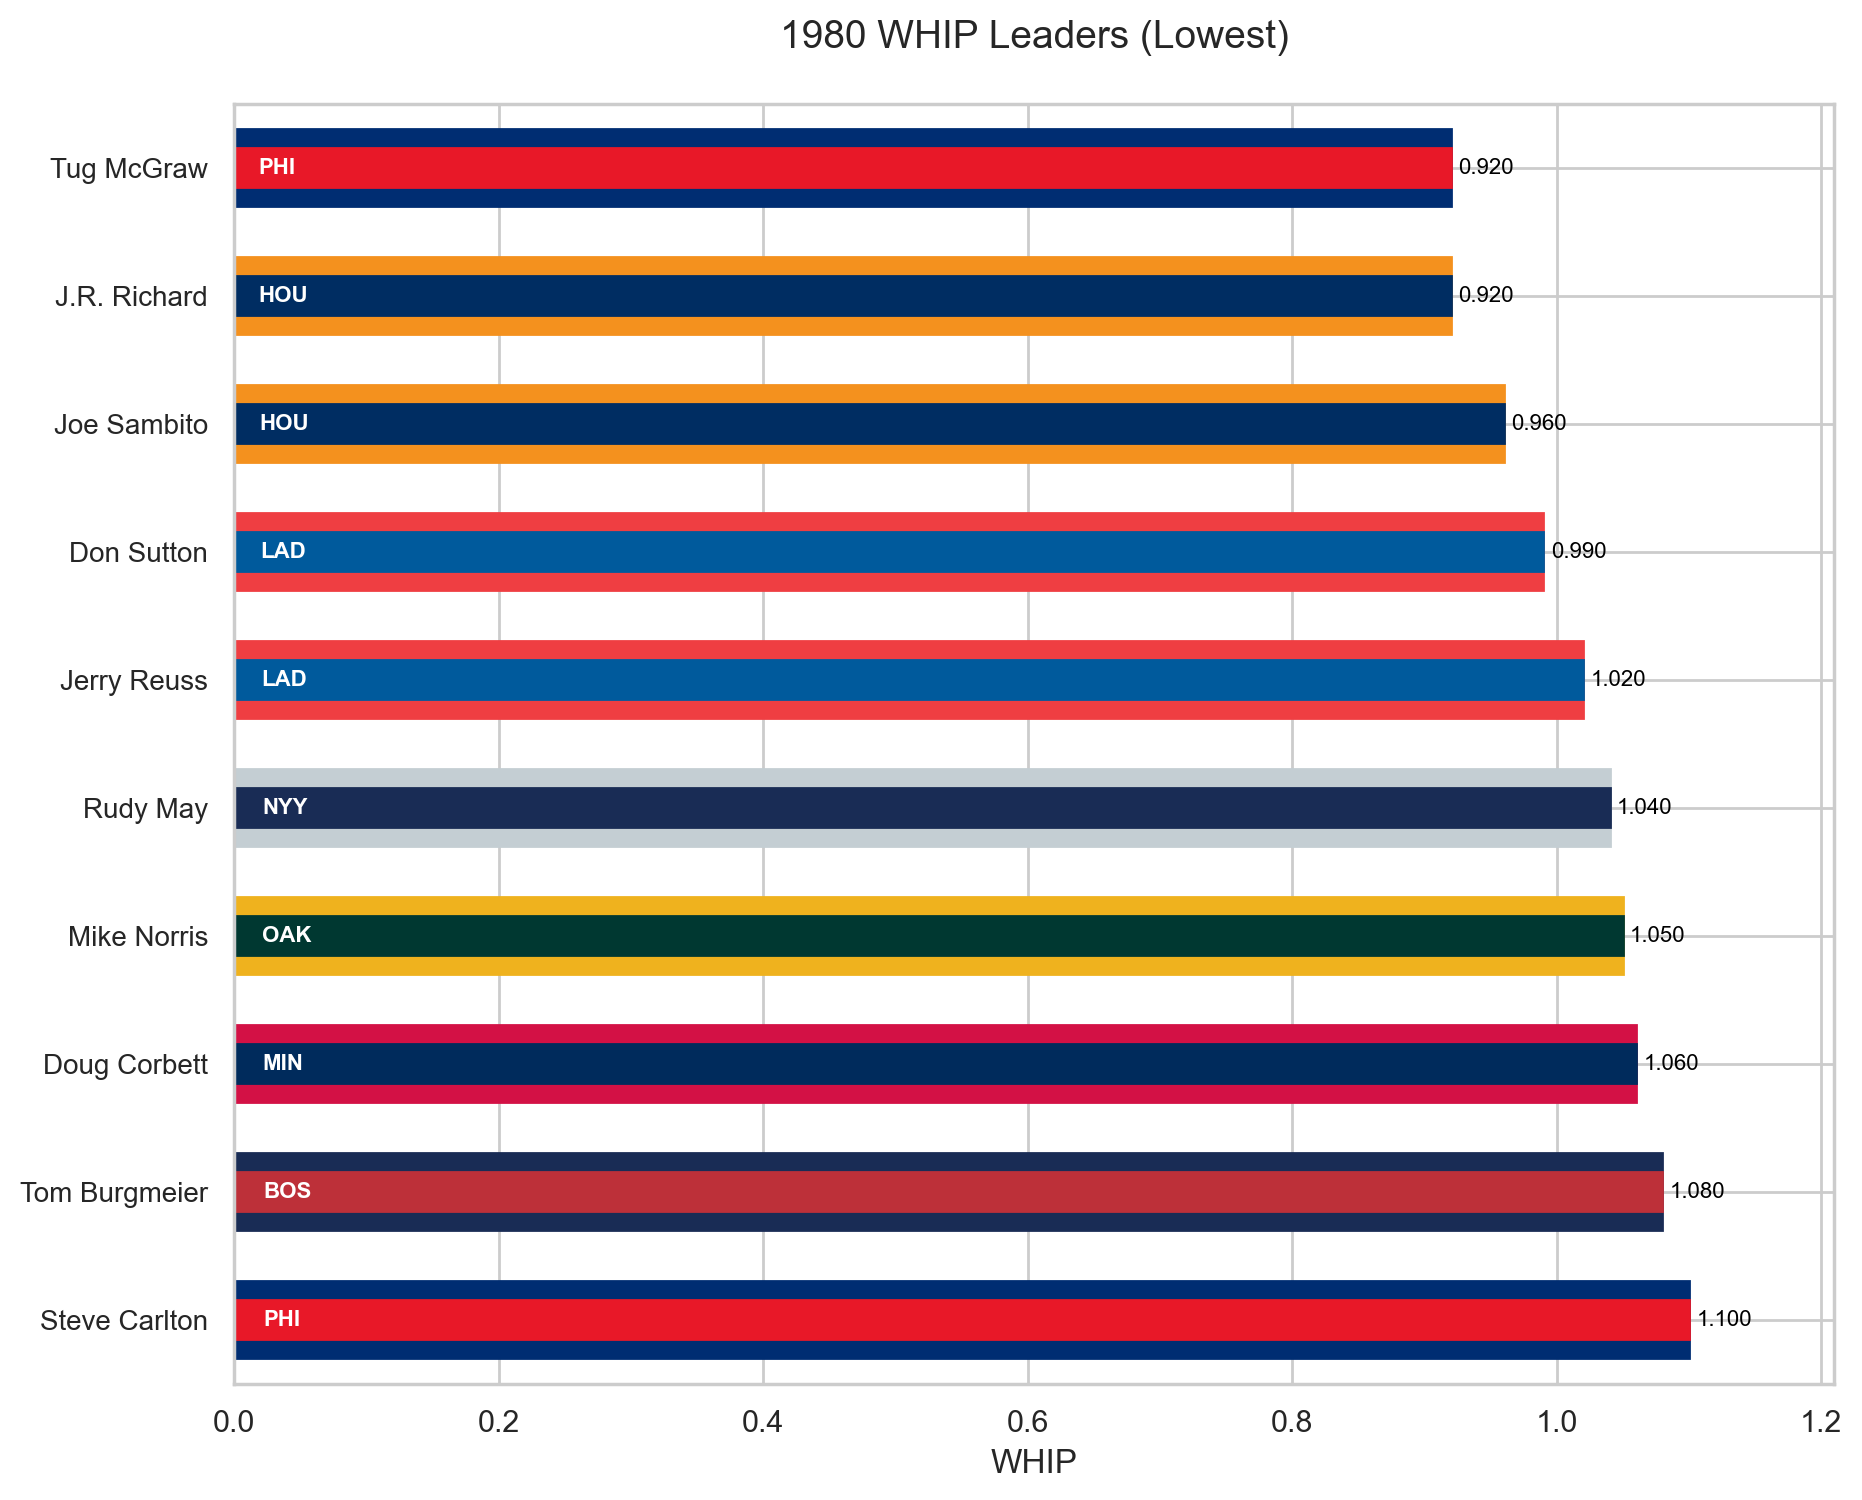 1980 WHIP Leaders (Lowest)
Tug McGraw PHI 0.920
J.R. Richard HOU 0.920
Joe Sambito HOU 0.960
Don Sutton LAD 0.990
Jerry Reuss LAD 1.020
Rudy May NYY 1.040
Mike Norris OAK 1.050
Doug Corbett MIN 1.060
Tom Burgmeier BOS 1.080
Steve Carlton PHI 1.100
0.0 0.2 0.4 0.6 0.8 1.0 1.2
WHIP